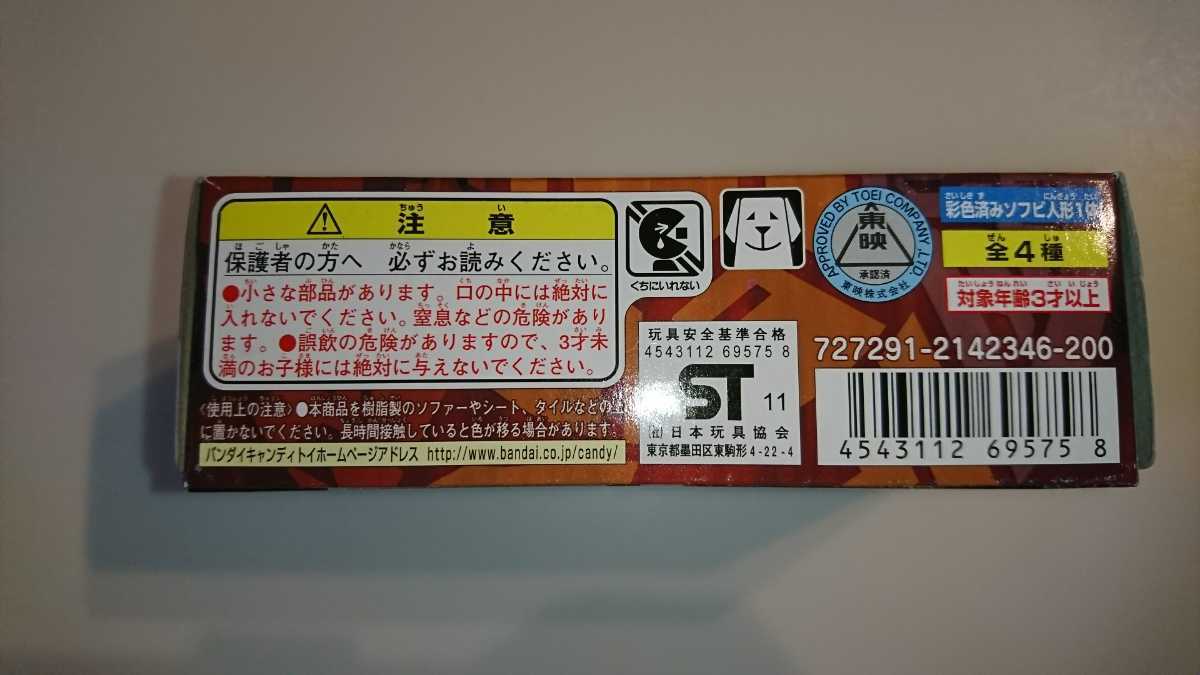 注意
保護者の方へ 必ずお読みください。
●小さな部品があります。口の中には絶対に
入れないでください。窒息などの危険があり
ます。●誤飲の危険がありますので、3才未
満のお子様には絶対に与えないでください。
〈使用上の注意〉●本商品を樹脂製のソファーやシート、タイルなどの上
に置かないでください。長時間接触していると色が移る場合があります。
バンダイキャンディトイホームページアドレス http://www.bandai.co.jp/candy/
くちにいれない
玩具安全基準合格
4543112 69575 8
ST 11
(社)日本玩具協会
東京都墨田区東駒形4-22-4
APPROVED BY TOEI COMPANY, LTD
東映
承認済
東映株式会社
彩色済みソフビ人形1体
全4種
対象年齢3才以上
727291-2142346-200
4543112 695758